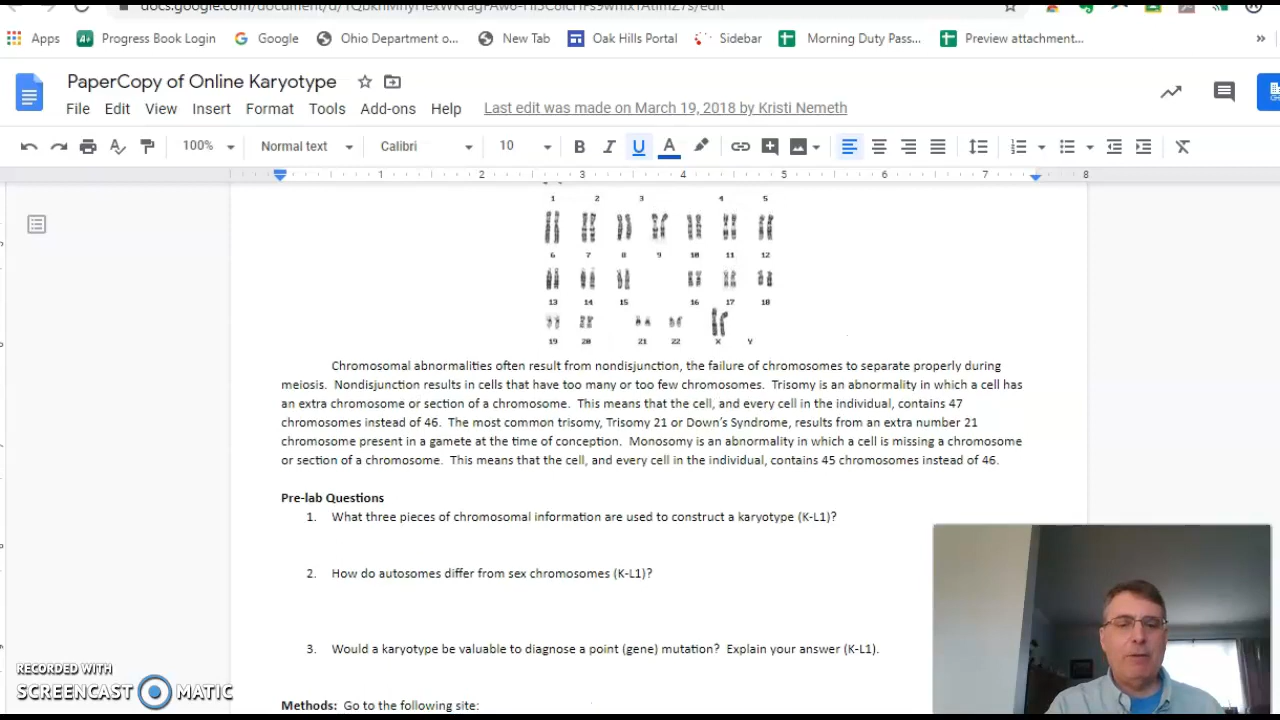 docs.google.com/document/d/
Apps Progress Book Login Google Ohio Department o... New Tab Oak Hills Portal Sidebar Morning Duty Pass... Preview attachment... »
PaperCopy of Online Karyotype
File Edit View Insert Format Tools Add-ons Help Last edit was made on March 19, 2018 by Kristi Nemeth
100% Normal text Calibri 10 B I U A
1 1 2 3 4 5 6 7 8
1 2 3 4 5
6 7 8 9 10 11 12
13 14 15 16 17 18
19 20 21 22 X Y
Chromosomal abnormalities often result from nondisjunction, the failure of chromosomes to separate properly during
meiosis. Nondisjunction results in cells that have too many or too few chromosomes. Trisomy is an abnormality in which a cell has
an extra chromosome or section of a chromosome. This means that the cell, and every cell in the individual, contains 47
chromosomes instead of 46. The most common trisomy, Trisomy 21 or Down's Syndrome, results from an extra number 21
chromosome present in a gamete at the time of conception. Monosomy is an abnormality in which a cell is missing a chromosome
or section of a chromosome. This means that the cell, and every cell in the individual, contains 45 chromosomes instead of 46.
Pre-lab Questions
1. What three pieces of chromosomal information are used to construct a karyotype (K-L1)?
2. How do autosomes differ from sex chromosomes (K-L1)?
3. Would a karyotype be valuable to diagnose a point (gene) mutation? Explain your answer (K-L1).
Methods: Go to the following site:
RECORDED WITH
SCREENCAST MATIC